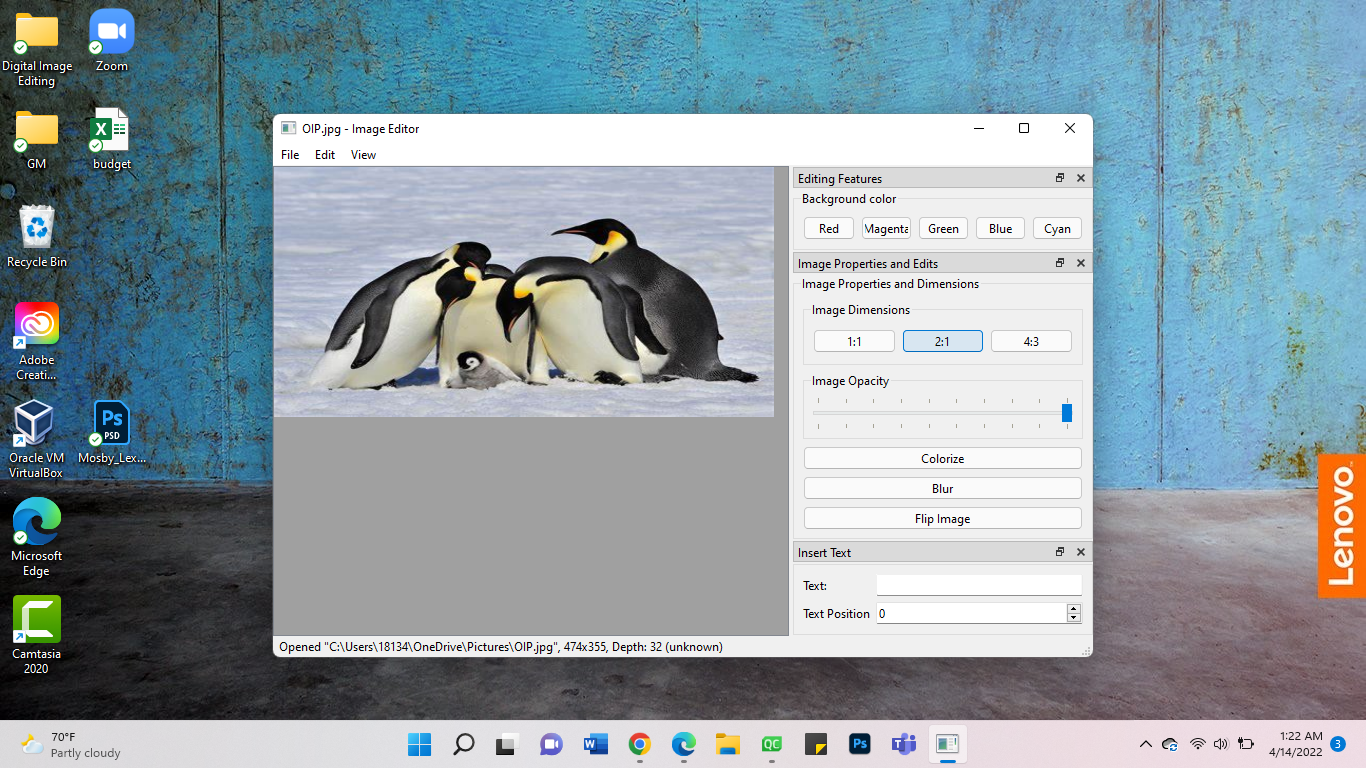 Digital Image
Editing
Zoom
GM
budget
Recycle Bin
Adobe
Creati...
Oracle VM
VirtualBox
PSD
Mosby_Lex...
Microsoft
Edge
Camtasia
2020
OIP.jpg - Image Editor
File Edit View
Editing Features
Background color
Red Magenta Green Blue Cyan
Image Properties and Edits
Image Properties and Dimensions
Image Dimensions
1:1 2:1 4:3
Image Opacity
Colorize
Blur
Flip Image
Insert Text
Text:
Text Position 0
Opened "C:\Users\18134\OneDrive\Pictures\OIP.jpg", 474x355, Depth: 32 (unknown)
Lenovo
70°F
Partly cloudy
QC
Ps
1:22 AM
4/14/2022
3